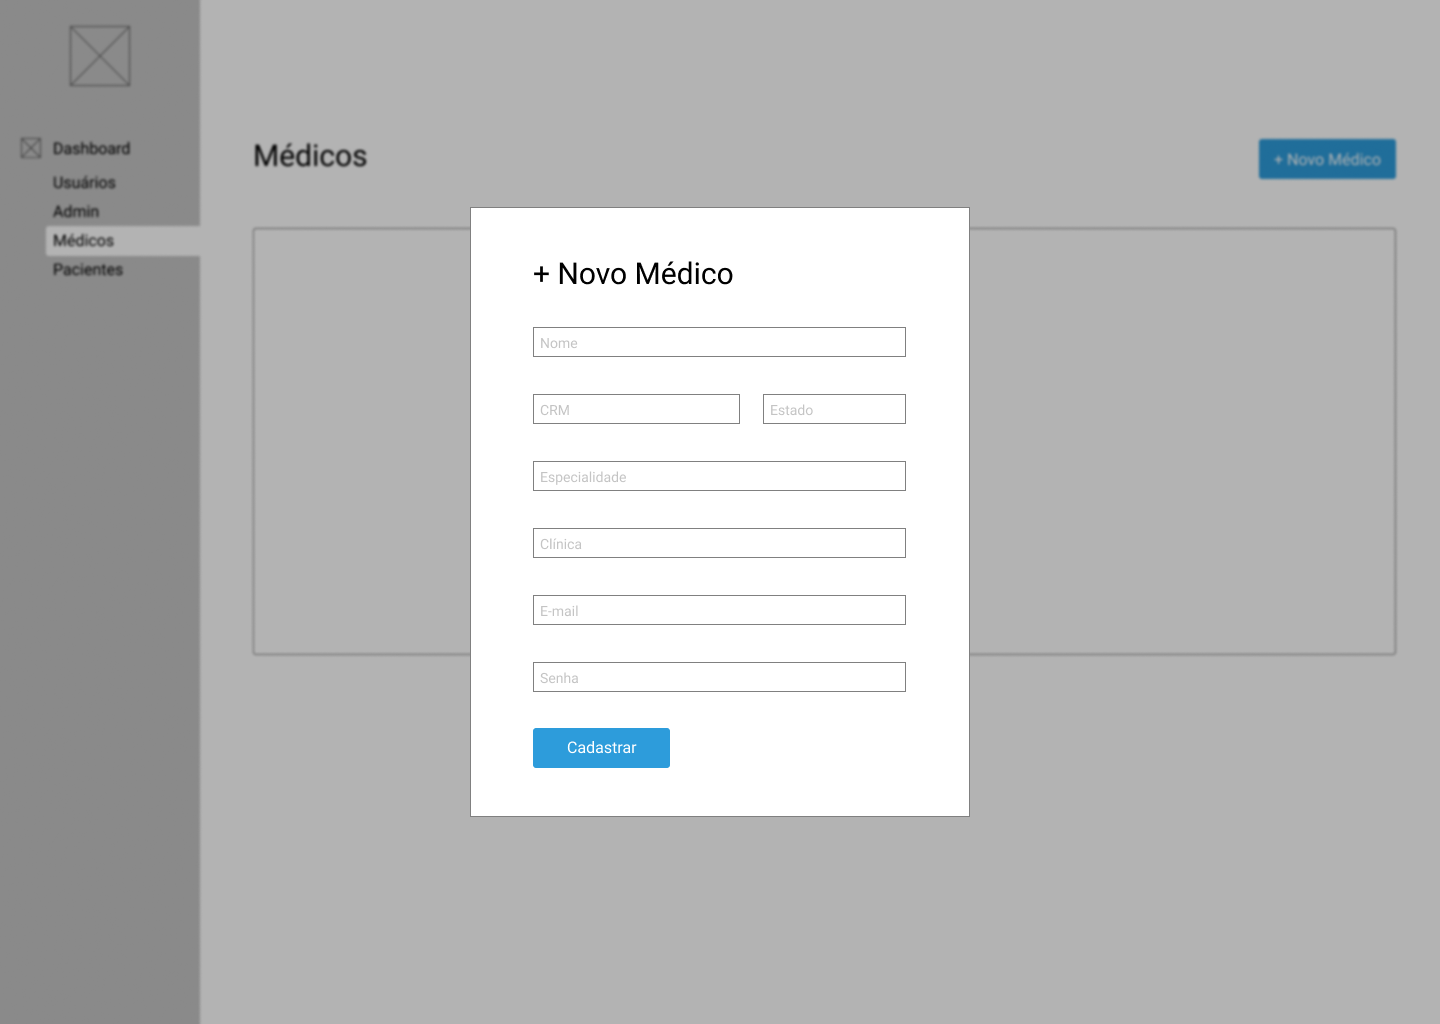 Dashboard
Usuários
Admin
Médicos
Pacientes
Médicos
+ Novo Médico
+ Novo Médico
Nome
CRM
Estado
Especialidade
Clínica
E-mail
Senha
Cadastrar